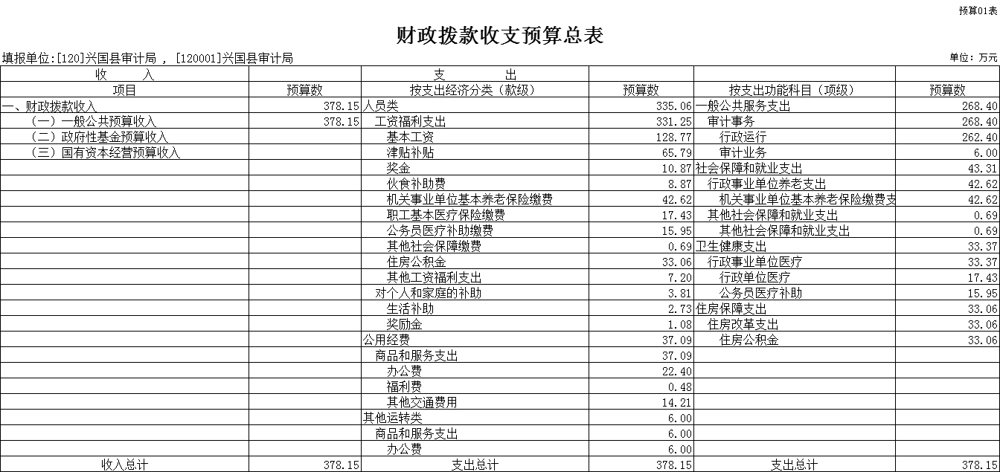 预算01表
财政拨款收支预算总表
填报单位:[120]兴国县审计局 , [120001]兴国县审计局 单位：万元
收 入 支 出
项目 预算数 按支出经济分类（款级） 预算数 按支出功能科目（项级） 预算数
一、财政拨款收入 378.15 人员类 335.06 一般公共服务支出 268.40
（一）一般公共预算收入 378.15 工资福利支出 331.25 审计事务 268.40
（二）政府性基金预算收入 基本工资 128.77 行政运行 262.40
（三）国有资本经营预算收入 津贴补贴 65.79 审计业务 6.00
奖金 10.87 社会保障和就业支出 43.31
伙食补助费 8.87 行政事业单位养老支出 42.62
机关事业单位基本养老保险缴费 42.62 机关事业单位基本养老保险缴费支 42.62
职工基本医疗保险缴费 17.43 其他社会保障和就业支出 0.69
公务员医疗补助缴费 15.95 其他社会保障和就业支出 0.69
其他社会保障缴费 0.69 卫生健康支出 33.37
住房公积金 33.06 行政事业单位医疗 33.37
其他工资福利支出 7.20 行政单位医疗 17.43
对个人和家庭的补助 3.81 公务员医疗补助 15.95
生活补助 2.73 住房保障支出 33.06
奖励金 1.08 住房改革支出 33.06
公用经费 37.09 住房公积金 33.06
商品和服务支出 37.09
办公费 22.40
福利费 0.48
其他交通费用 14.21
其他运转类 6.00
商品和服务支出 6.00
办公费 6.00
收入总计 378.15 支出总计 378.15 支出总计 378.15